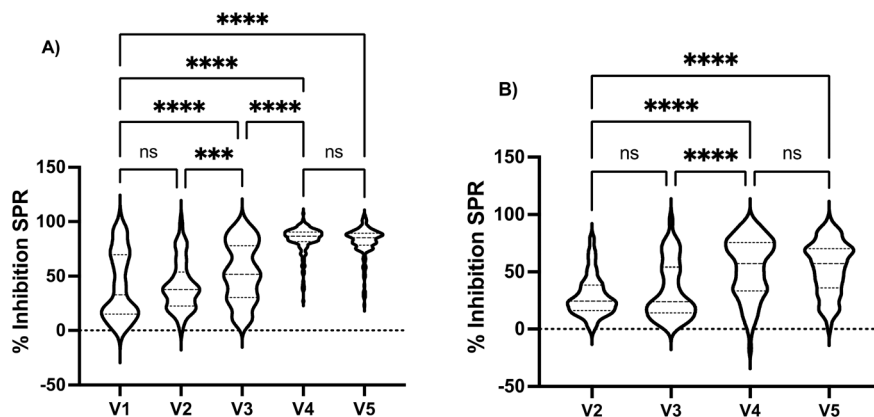 A)
****
****
**** ****
ns *** ns
% Inhibition SPR
150
100
50
0
-50
V1 V2 V3 V4 V5
B)
****
****
ns **** ns
% Inhibition SPR
150
100
50
0
-50
V2 V3 V4 V5